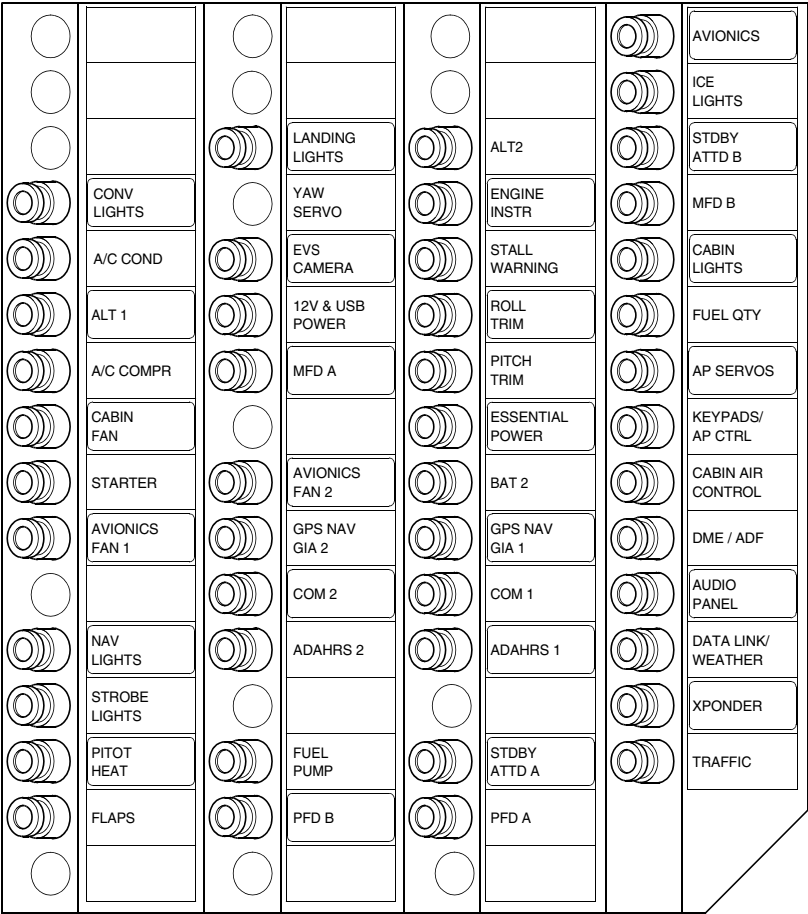 CONV
LIGHTS
A/C COND
ALT 1
A/C COMPR
CABIN
FAN
STARTER
AVIONICS
FAN 1
NAV
LIGHTS
STROBE
LIGHTS
PITOT
HEAT
FLAPS
LANDING
LIGHTS
YAW
SERVO
EVS
CAMERA
12V & USB
POWER
MFD A
AVIONICS
FAN 2
GPS NAV
GIA 2
COM 2
ADAHRS 2
FUEL
PUMP
PFD B
ALT2
ENGINE
INSTR
STALL
WARNING
ROLL
TRIM
PITCH
TRIM
ESSENTIAL
POWER
BAT 2
GPS NAV
GIA 1
COM 1
ADAHRS 1
STDBY
ATTD A
PFD A
AVIONICS
ICE
LIGHTS
STDBY
ATTD B
MFD B
CABIN
LIGHTS
FUEL QTY
AP SERVOS
KEYPADS/
AP CTRL
CABIN AIR
CONTROL
DME / ADF
AUDIO
PANEL
DATA LINK/
WEATHER
XPONDER
TRAFFIC